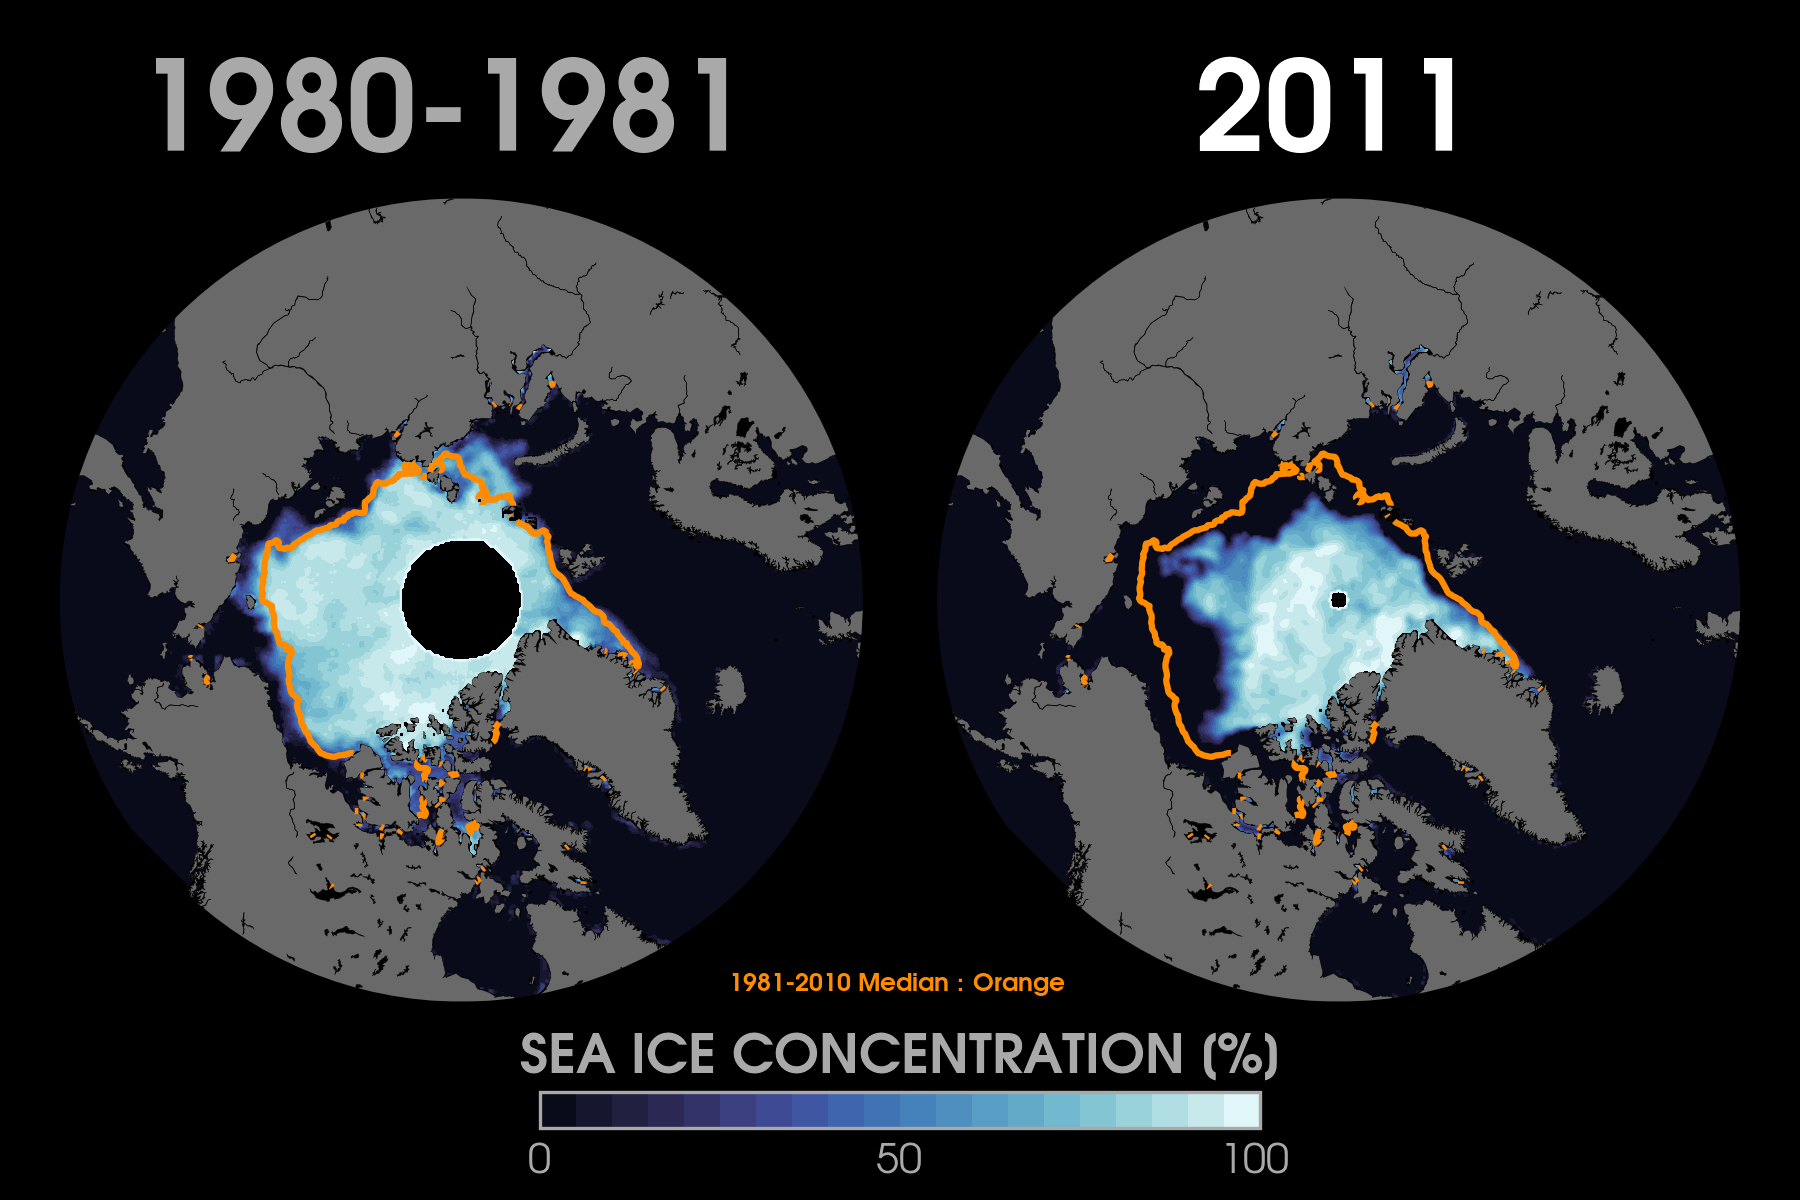 1980-1981
2011
1981-2010 Median : Orange
SEA ICE CONCENTRATION (%)
0 50 100